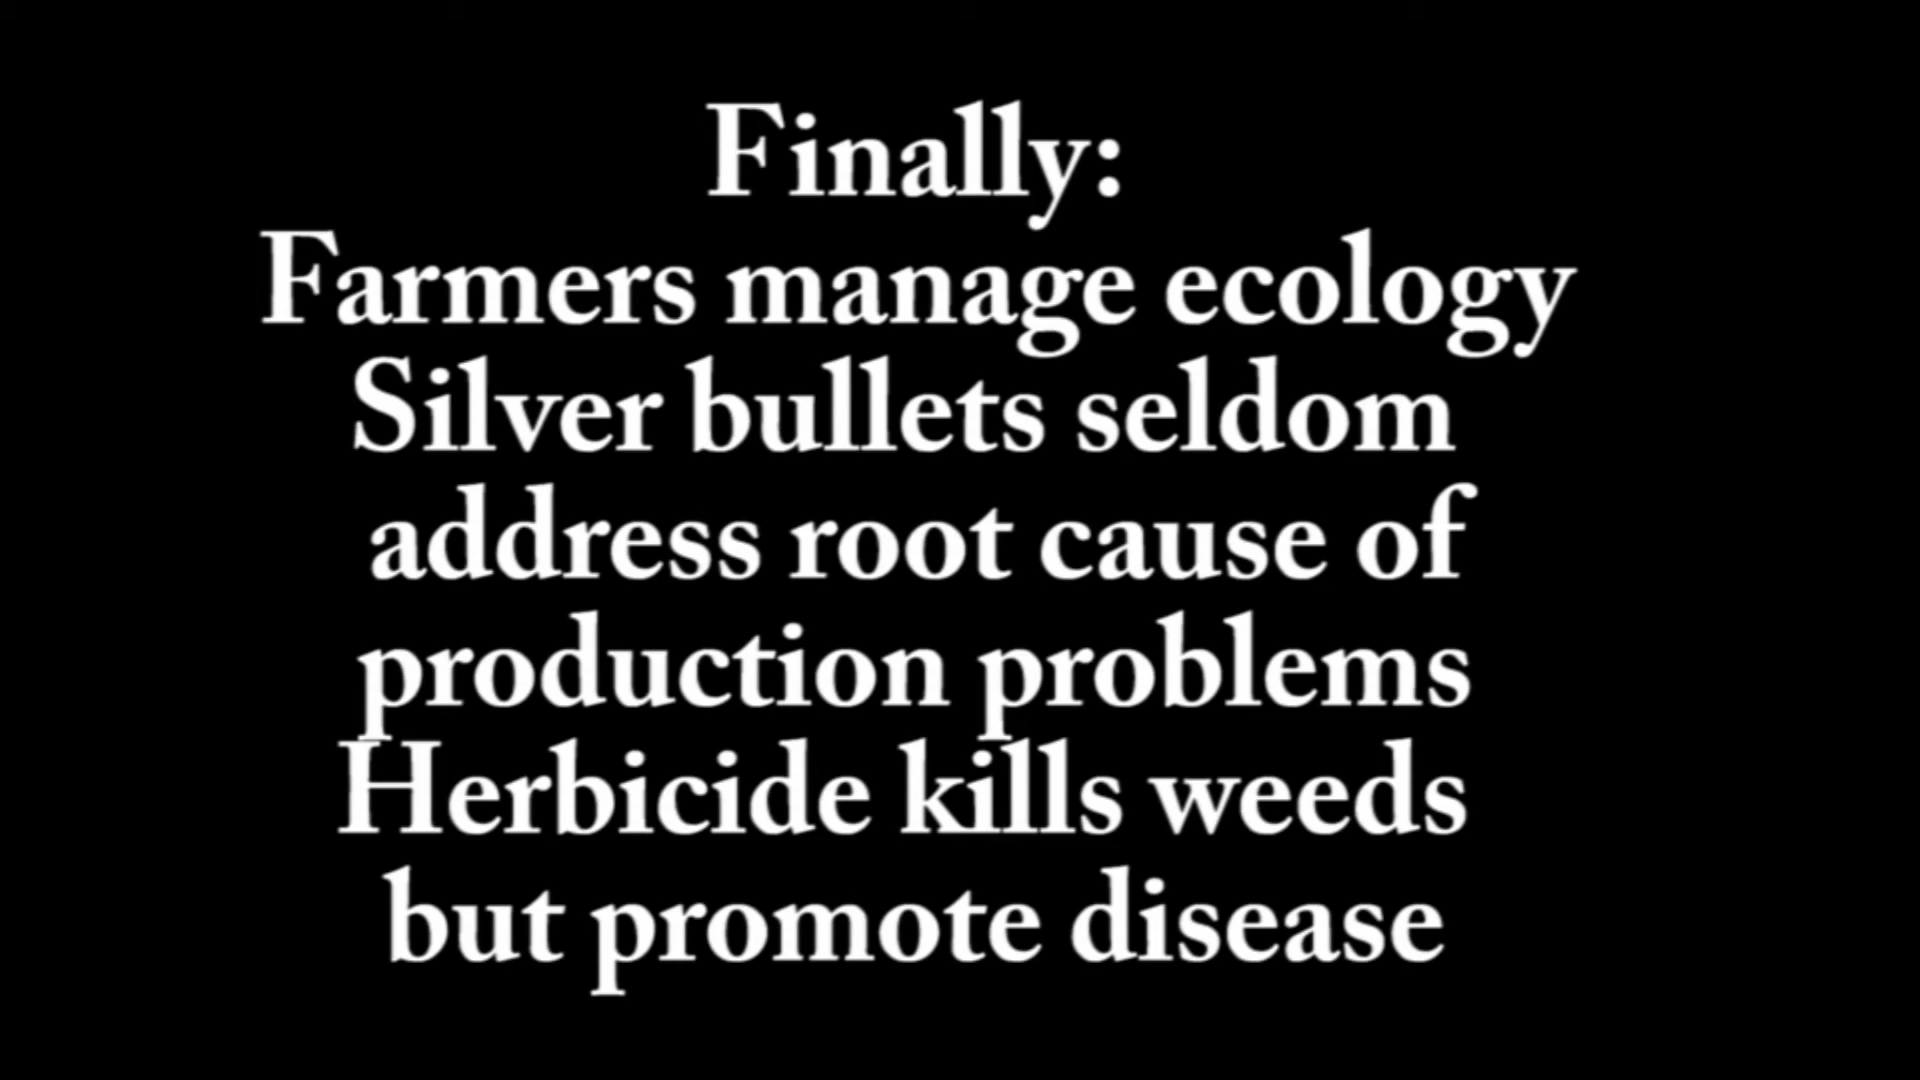 Finally:
Farmers manage ecology
Silver bullets seldom
address root cause of
production problems
Herbicide kills weeds
but promote disease